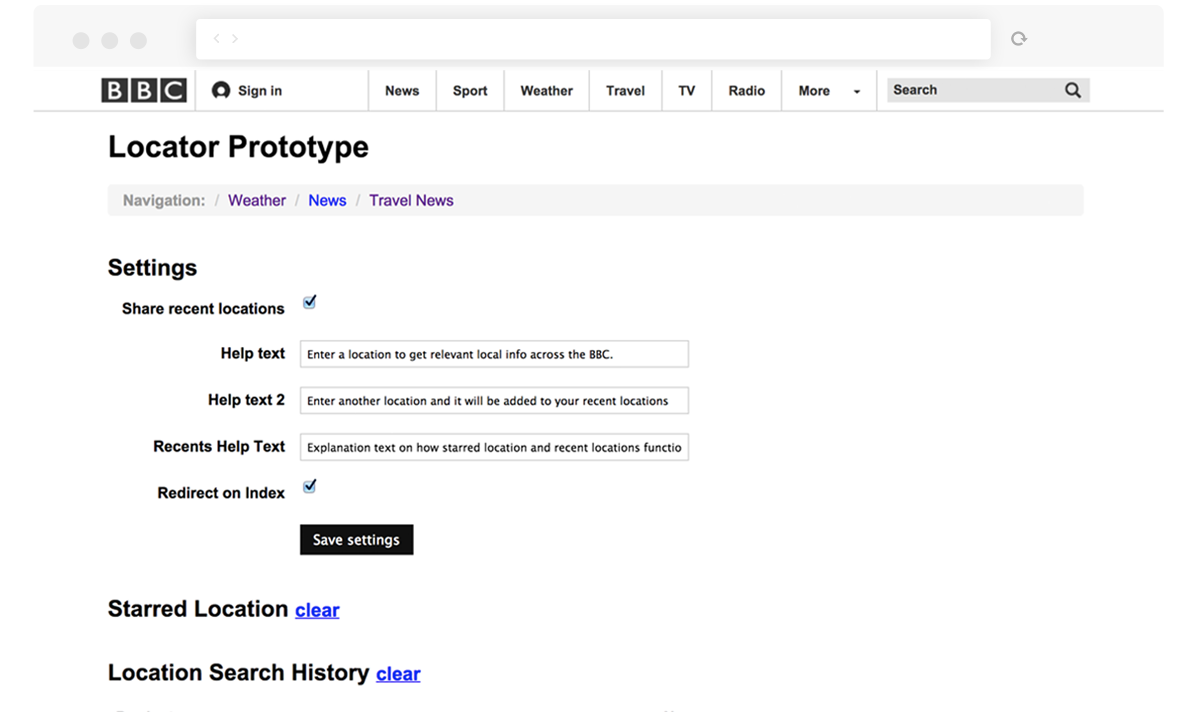 BBC Sign in News Sport Weather Travel TV Radio More Search
Locator Prototype
Navigation: / Weather / News / Travel News
Settings
Share recent locations
Help text Enter a location to get relevant local info across the BBC.
Help text 2 Enter another location and it will be added to your recent locations
Recents Help Text Explanation text on how starred location and recent locations functio
Redirect on Index
Save settings
Starred Location clear
Location Search History clear